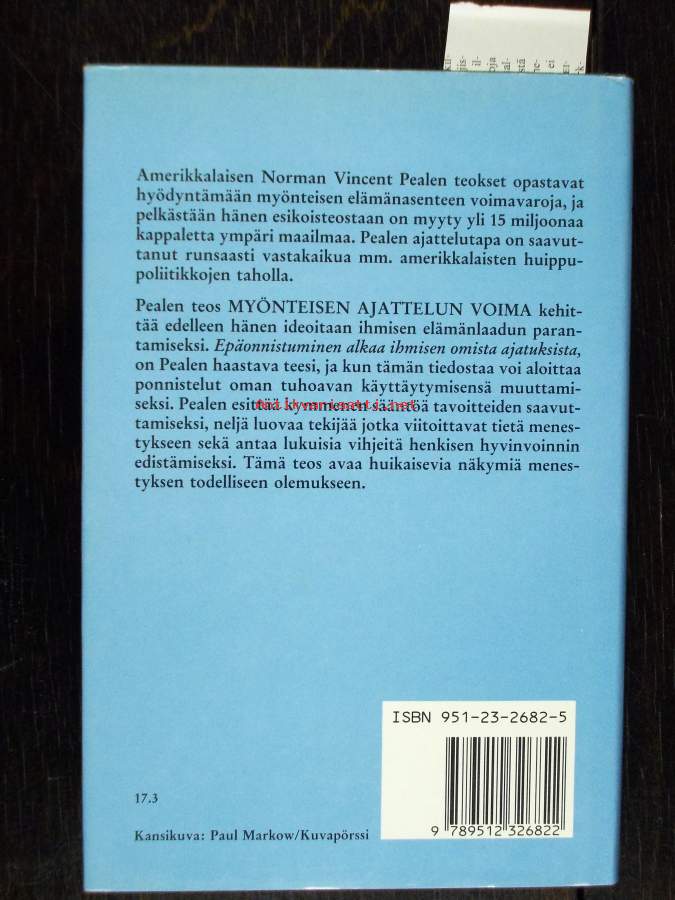 Amerikkalaisen Norman Vincent Pealen teokset opastavat
hyödyntämään myönteisen elämänasenteen voimavaroja, ja
pelkästään hänen esikoisteostaan on myyty yli 15 miljoonaa
kappaletta ympäri maailmaa. Pealen ajattelutapa on saavut-
tanut runsaasti vastakaikua mm. amerikkalaisten huippu-
poliitikkojen taholla.
Pealen teos MYÖNTEISEN AJATTELUN VOIMA kehit-
tää edelleen hänen ideoitaan ihmisen elämänlaadun paran-
tamiseksi. Epäonnistuminen alkaa ihmisen omista ajatuksista,
on Pealen haastava teesi, ja kun tämän tiedostaa voi aloittaa
ponnistelut oman tuhoavan käyttäytymisensä muuttami-
seksi. Pealen esittää kymmenen sääntöä tavoitteiden saavut-
tamiseksi, neljä luovaa tekijää jotka viitoittavat tietä menes-
tykseen sekä antaa lukuisia vihjeitä henkisen hyvinvoinnin
edistämiseksi. Tämä teos avaa huikaisevia näkymiä menes-
tyksen todelliseen olemukseen.
ISBN 951-23-2682-5
9 789512 326822
17.3
Kansikuva: Paul Markow/Kuvapörssi